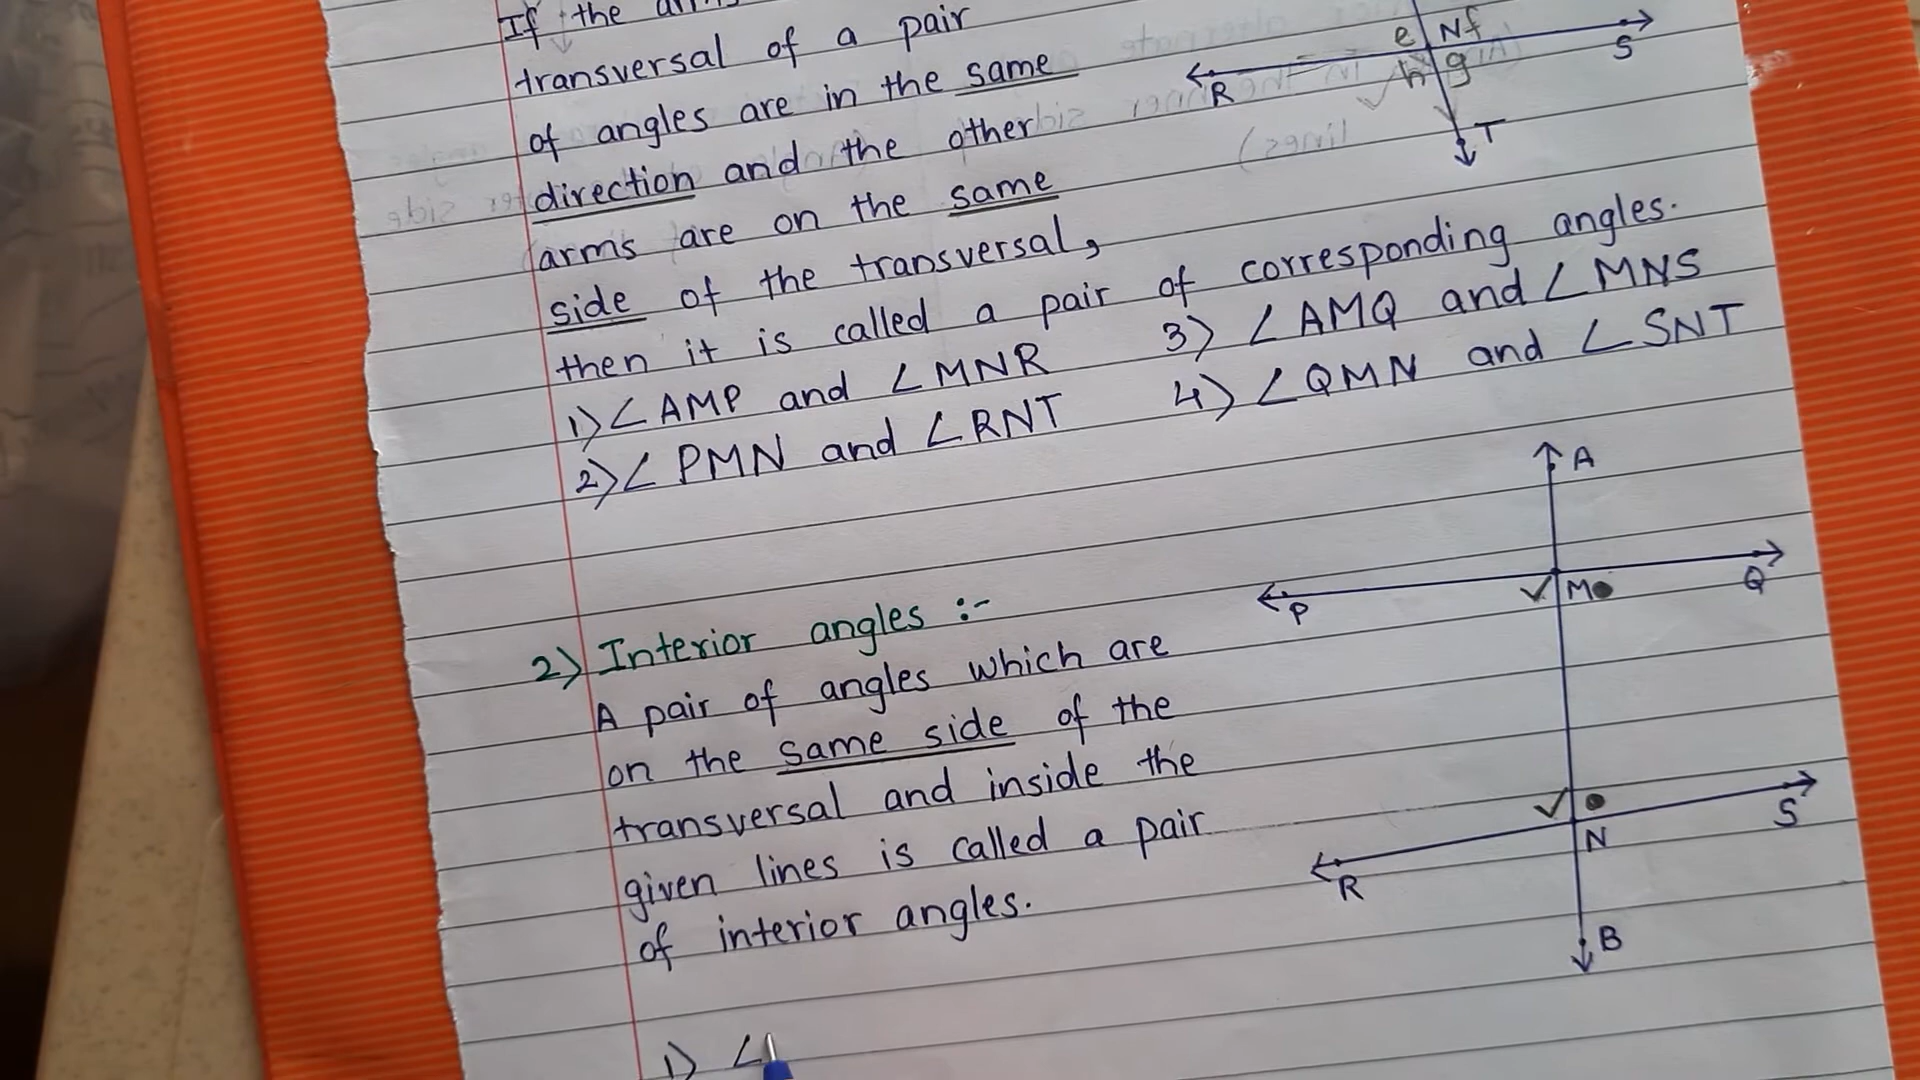 If the
transversal of a pair
of angles are in the same
direction and the other
arms are on the same
side of the transversal,
then it is called a pair of corresponding angles.
1) ∠AMP and ∠MNR 3) ∠AMQ and ∠MNS
2) ∠PMN and ∠RNT 4) ∠QMN and ∠SNT
e N f
h g
R S
T
2) Interior angles :-
A pair of angles which are
on the same side of the
transversal and inside the
given lines is called a pair
of interior angles.
1) ∠
A
P M Q
S
R N
B